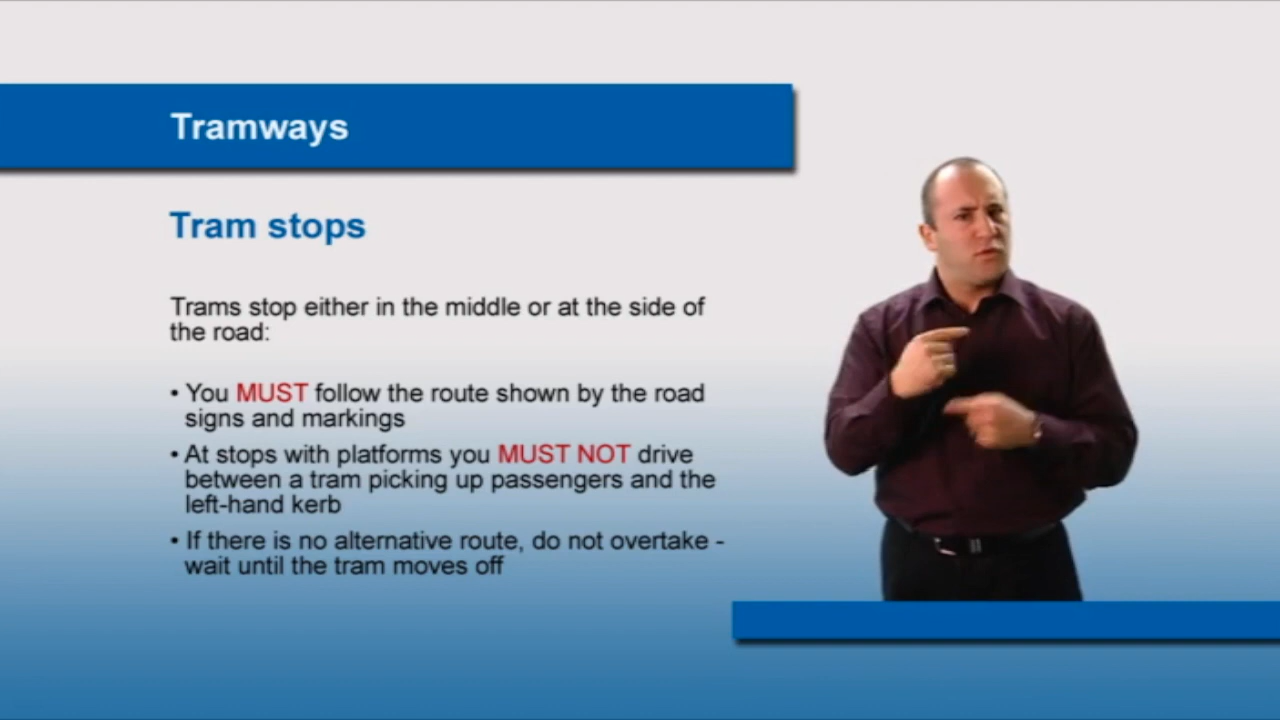 Tramways
Tram stops
Trams stop either in the middle or at the side of
the road:
• You MUST follow the route shown by the road
signs and markings
• At stops with platforms you MUST NOT drive
between a tram picking up passengers and the
left-hand kerb
• If there is no alternative route, do not overtake -
wait until the tram moves off